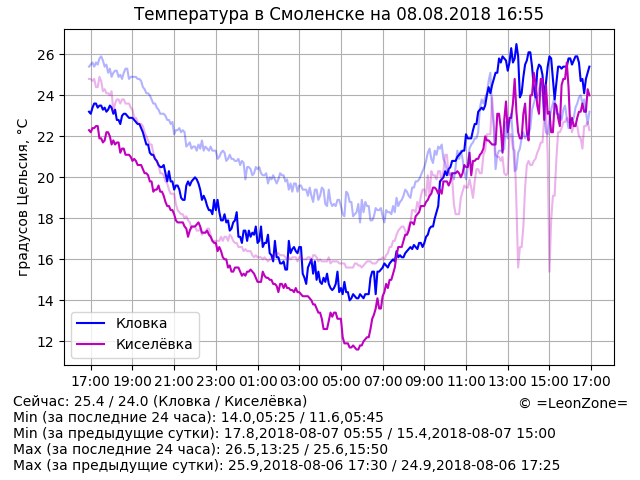 Температура в Смоленске на 08.08.2018 16:55
градусов Цельсия, °C
26
24
22
20
18
16
14
12
Кловка
Киселёвка
17:00 19:00 21:00 23:00 01:00 03:00 05:00 07:00 09:00 11:00 13:00 15:00 17:00
Сейчас: 25.4 / 24.0 (Кловка / Киселёвка)
© =LeonZone=
Min (за последние 24 часа): 14.0,05:25 / 11.6,05:45
Min (за предыдущие сутки): 17.8,2018-08-07 05:55 / 15.4,2018-08-07 15:00
Max (за последние 24 часа): 26.5,13:25 / 25.6,15:50
Max (за предыдущие сутки): 25.9,2018-08-06 17:30 / 24.9,2018-08-06 17:25